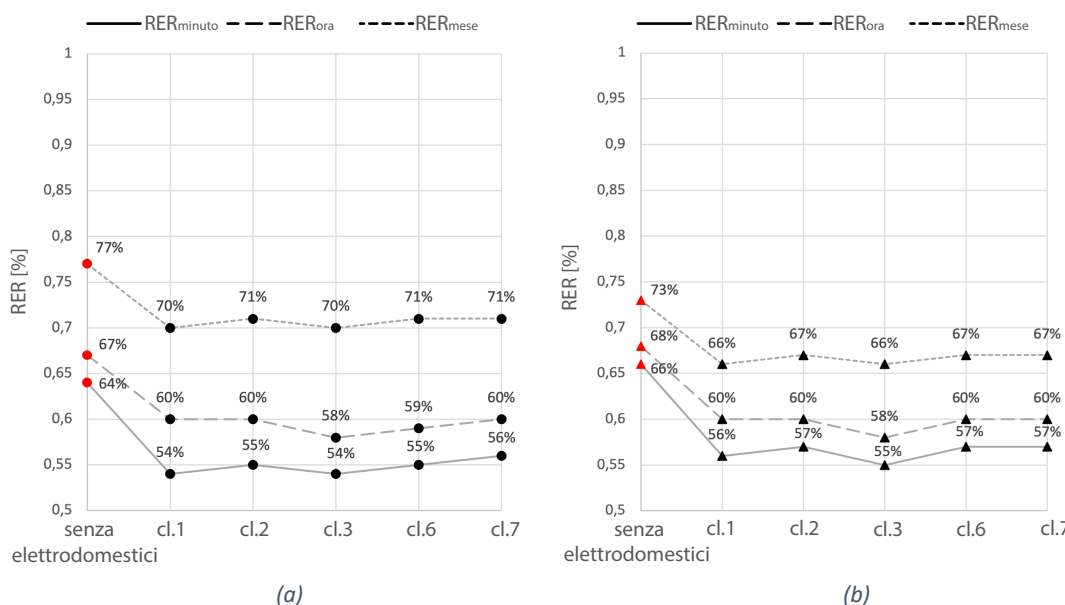 RERminuto RERora RERmese
1
0,95
0,9
0,85
0,8
0,75
0,7
0,65
0,6
0,55
0,5
RER [%]
77%
70% 71% 70% 71% 71%
67%
60% 60% 58% 59% 60%
64%
54% 55% 54% 55% 56%
senza elettrodomestici cl.1 cl.2 cl.3 cl.6 cl.7
(a)
RERminuto RERora RERmese
1
0,95
0,9
0,85
0,8
0,75
0,7
0,65
0,6
0,55
0,5
RER [%]
73%
66% 67% 66% 67% 67%
68%
60% 60% 58% 60% 60%
66%
56% 57% 55% 57% 57%
senza elettrodomestici cl.1 cl.2 cl.3 cl.6 cl.7
(b)